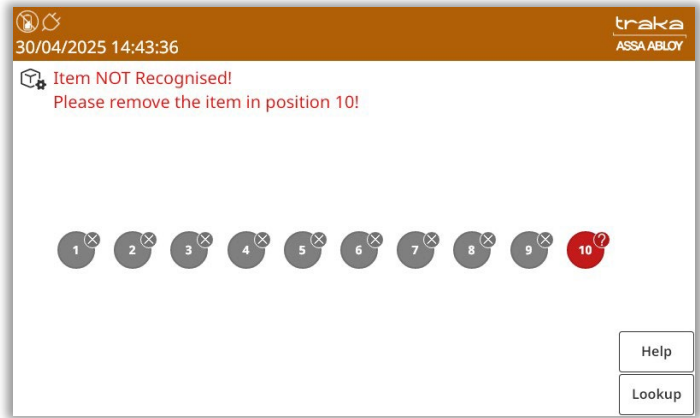 traka
30/04/2025 14:43:36
ASSA ABLOY
Item NOT Recognised!
Please remove the item in position 10!
1 2 3 4 5 6 7 8 9 10 ?
Help
Lookup